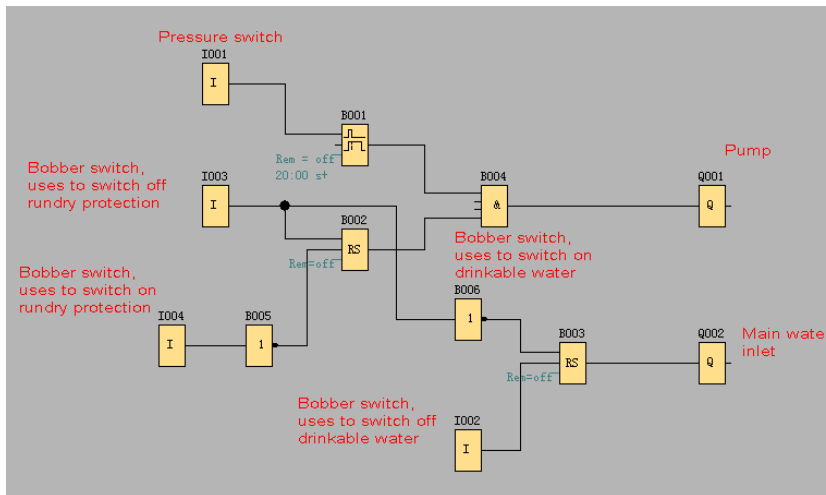 Pressure switch
I001
I
B001
Rem = off
20:00 s+
Bobber switch,
uses to switch off
rundry protection
I003
I
B002
RS
Rem=off
B004
&
Pump
Q001
Q
Bobber switch,
uses to switch on
drinkable water
Bobber switch,
uses to switch on
rundry protection
I004
I
B005
1
B006
1
B003
RS
Rem=off
Main wate
inlet
Q002
Q
Bobber switch,
uses to switch off
drinkable water
I002
I